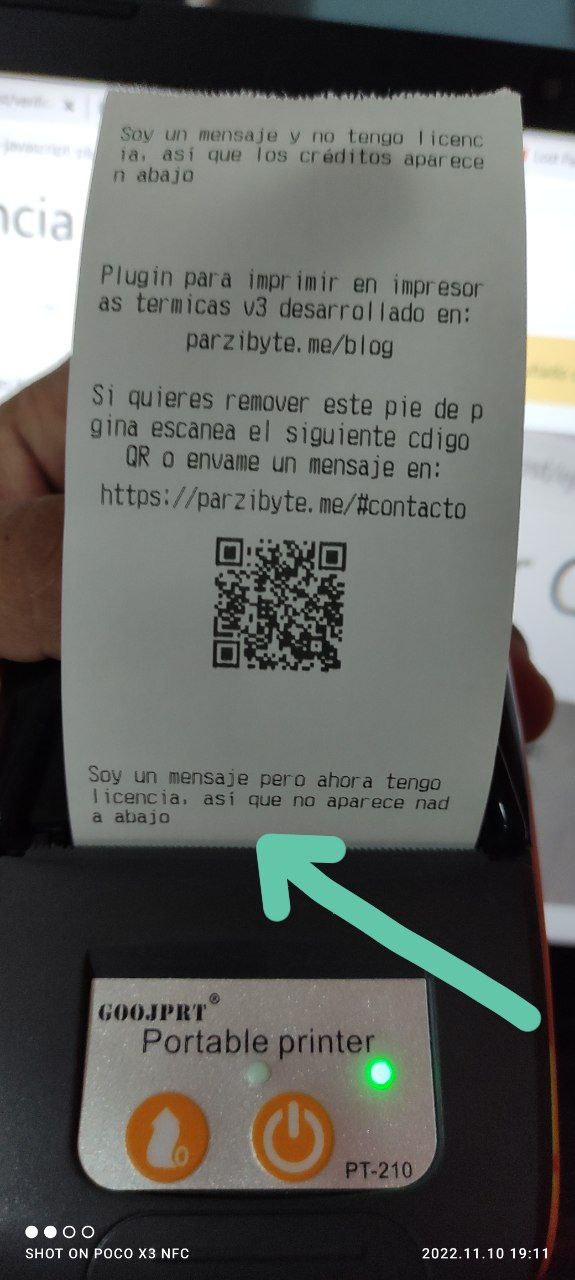 Soy un mensaje y no tengo licenc
ia, así que los créditos aparece
n abajo
Plugin para imprimir en impresor
as termicas v3 desarrollado en:
parzibyte.me/blog
Si quieres remover este pie de p
gina escanea el siguiente cdigo
QR o envame un mensaje en:
https://parzibyte.me/#contacto
Soy un mensaje pero ahora tengo
licencia, así que no aparece nad
a abajo
GOOJPRT®
Portable printer
PT-210
SHOT ON POCO X3 NFC
2022.11.10 19:11
ncia